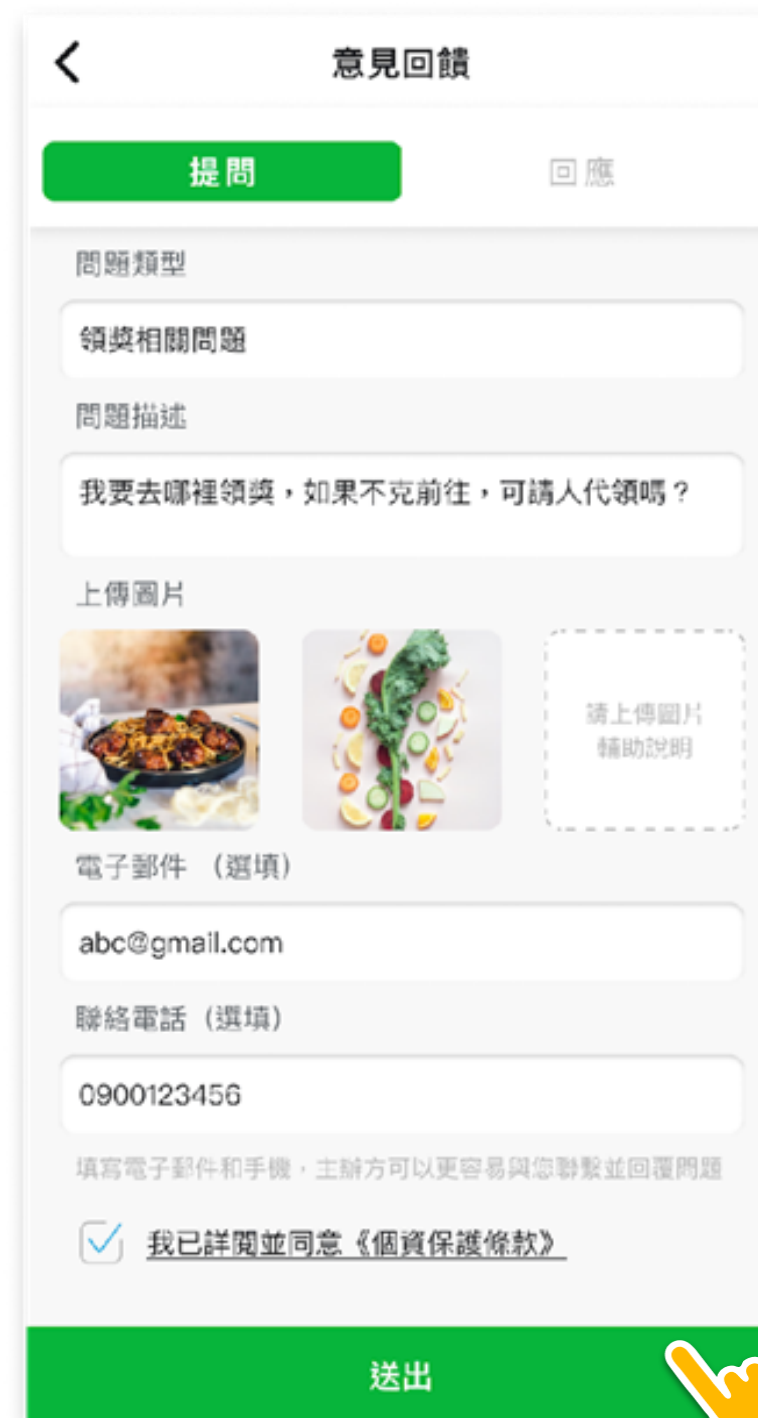 意見回饋
提問
回應
問題類型
領獎相關問題
問題描述
我要去哪裡領獎，如果不克前往，可請人代領嗎？
上傳圖片
請上傳圖片
輔助說明
電子郵件 （選填）
abc@gmail.com
聯絡電話（選填）
0900123456
填寫電子郵件和手機，主辦方可以更容易與您聯繫並回覆問題
我已詳閱並同意《個資保護條款》
送出